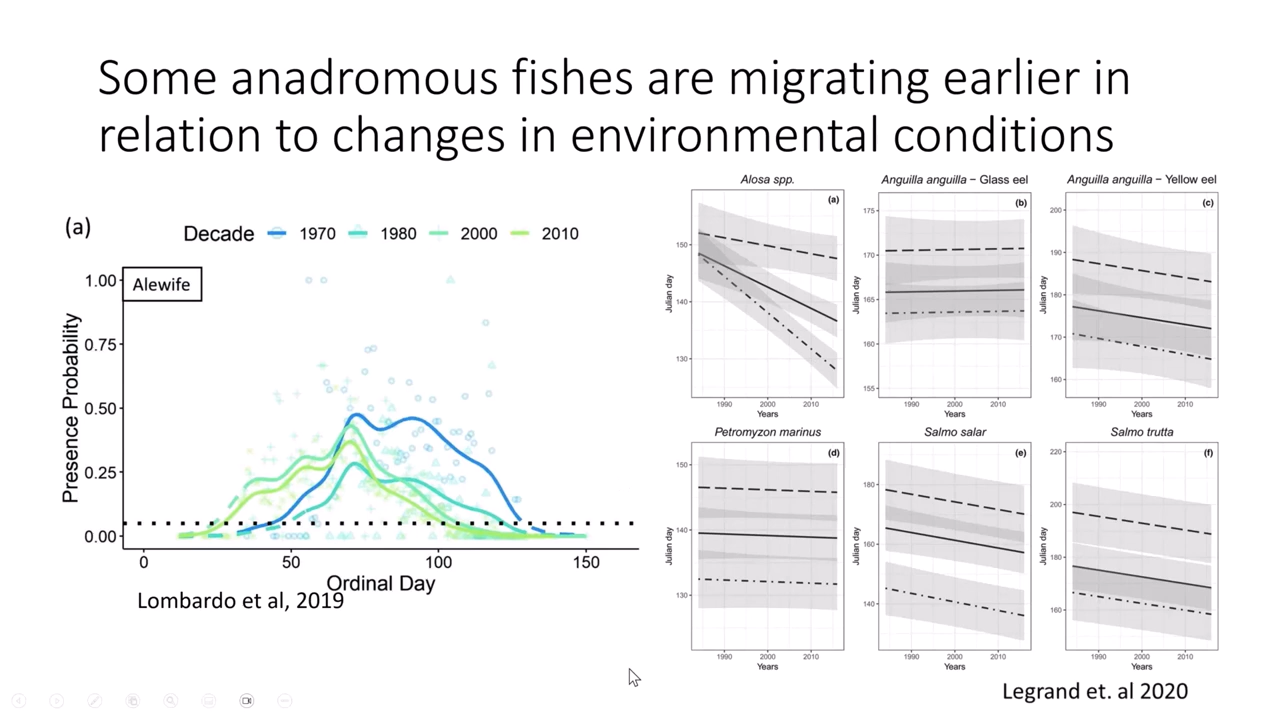 Some anadromous fishes are migrating earlier in
relation to changes in environmental conditions
(a)
Decade 1970 1980 2000 2010
Alewife
Presence Probability
1.00
0.75
0.50
0.25
0.00
0 50 100 150
Ordinal Day
Lombardo et al, 2019
Alosa spp.
(a)
Julian day
150
140
130
1990 2000 2010
Years
Anguilla anguilla − Glass eel
(b)
Julian day
175
170
165
160
155
1990 2000 2010
Years
Anguilla anguilla − Yellow eel
(c)
Julian day
200
190
180
170
160
1990 2000 2010
Years
Petromyzon marinus
(d)
Julian day
150
140
130
1990 2000 2010
Years
Salmo salar
(e)
Julian day
180
160
140
1990 2000 2010
Years
Salmo trutta
(f)
Julian day
220
200
180
160
1990 2000 2010
Years
Legrand et. al 2020